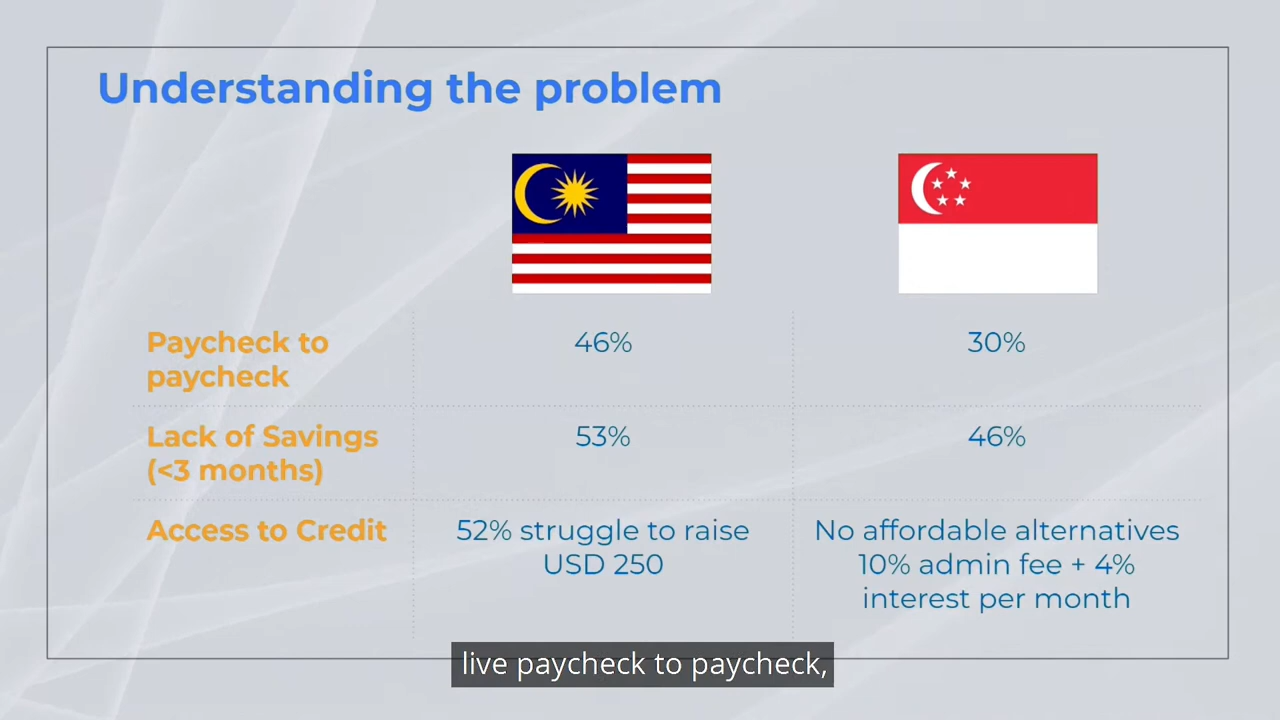 Understanding the problem
Paycheck to
paycheck
46%
30%
Lack of Savings
(<3 months)
53%
46%
Access to Credit
52% struggle to raise
USD 250
No affordable alternatives
10% admin fee + 4%
interest per month
live paycheck to paycheck,